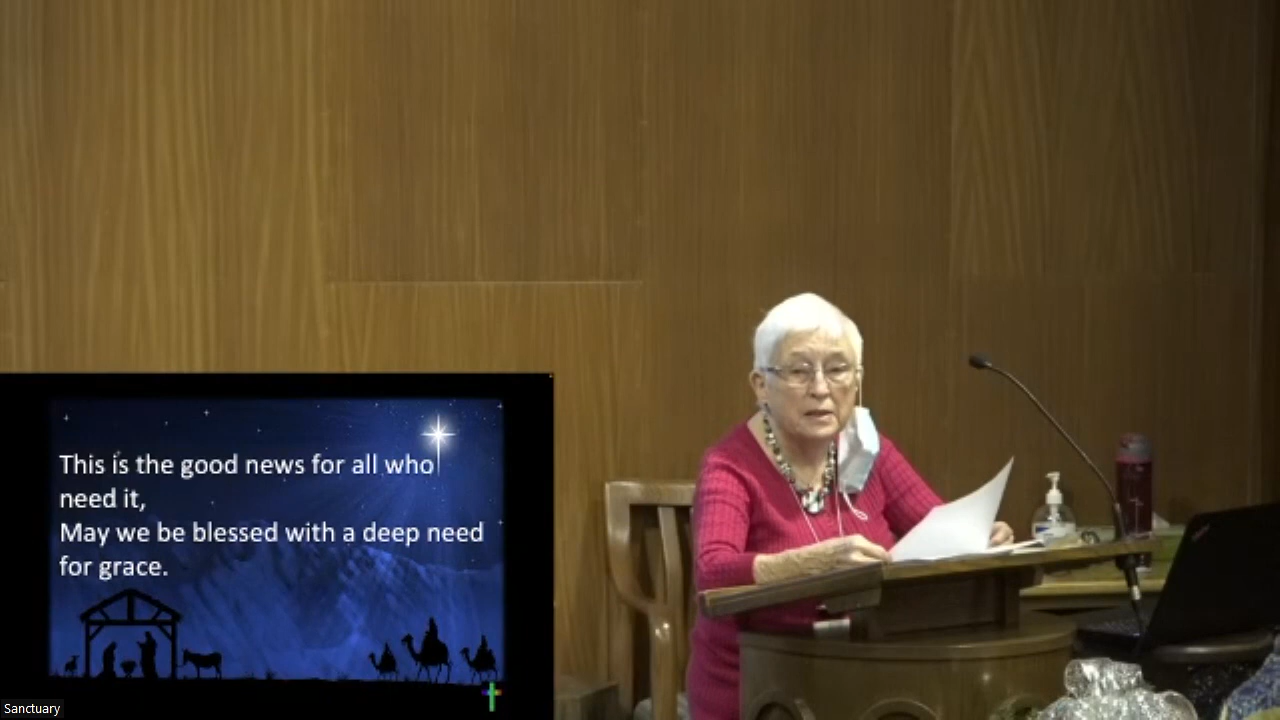 This is the good news for all who
need it,
May we be blessed with a deep need
for grace.
Sanctuary